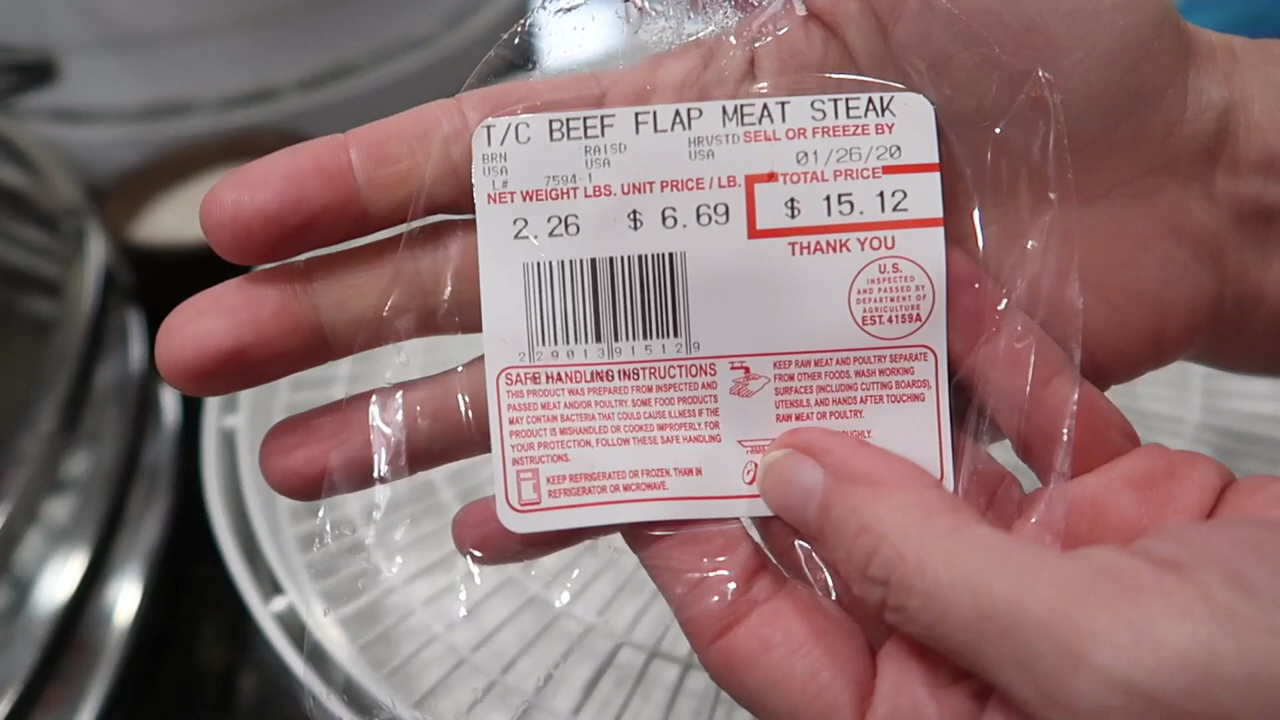 T/C BEEF FLAP MEAT STEAK
BRN RAISD HRVSTD SELL OR FREEZE BY
USA USA USA 01/26/20
L# 7594-1
NET WEIGHT LBS. UNIT PRICE / LB. TOTAL PRICE
2.26 $ 6.69 $ 15.12
THANK YOU
U.S.
INSPECTED
AND PASSED BY
DEPARTMENT OF
AGRICULTURE
EST. 4159A
2 29013 91512 9
SAFE HANDLING INSTRUCTIONS
THIS PRODUCT WAS PREPARED FROM INSPECTED AND
PASSED MEAT AND/OR POULTRY. SOME FOOD PRODUCTS
MAY CONTAIN BACTERIA THAT COULD CAUSE ILLNESS IF THE
PRODUCT IS MISHANDLED OR COOKED IMPROPERLY. FOR
YOUR PROTECTION, FOLLOW THESE SAFE HANDLING
INSTRUCTIONS.
KEEP REFRIGERATED OR FROZEN. THAW IN
REFRIGERATOR OR MICROWAVE.
KEEP RAW MEAT AND POULTRY SEPARATE
FROM OTHER FOODS. WASH WORKING
SURFACES (INCLUDING CUTTING BOARDS),
UTENSILS, AND HANDS AFTER TOUCHING
RAW MEAT OR POULTRY.